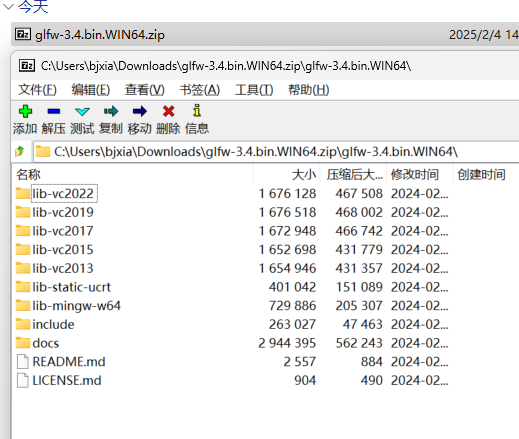 今天
glfw-3.4.bin.WIN64.zip 2025/2/4 14
C:\Users\bjxia\Downloads\glfw-3.4.bin.WIN64.zip\glfw-3.4.bin.WIN64\
文件(F) 编辑(E) 查看(V) 书签(A) 工具(T) 帮助(H)
添加 解压 测试 复制 移动 删除 信息
C:\Users\bjxia\Downloads\glfw-3.4.bin.WIN64.zip\glfw-3.4.bin.WIN64\
名称 大小 压缩后大... 修改时间 创建时间
lib-vc2022 1 676 128 467 508 2024-02...
lib-vc2019 1 676 518 468 002 2024-02...
lib-vc2017 1 672 948 466 742 2024-02...
lib-vc2015 1 652 698 431 779 2024-02...
lib-vc2013 1 654 946 431 357 2024-02...
lib-static-ucrt 401 042 151 089 2024-02...
lib-mingw-w64 729 886 205 307 2024-02...
include 263 027 47 463 2024-02...
docs 2 944 395 562 243 2024-02...
README.md 2 557 884 2024-02...
LICENSE.md 904 490 2024-02...